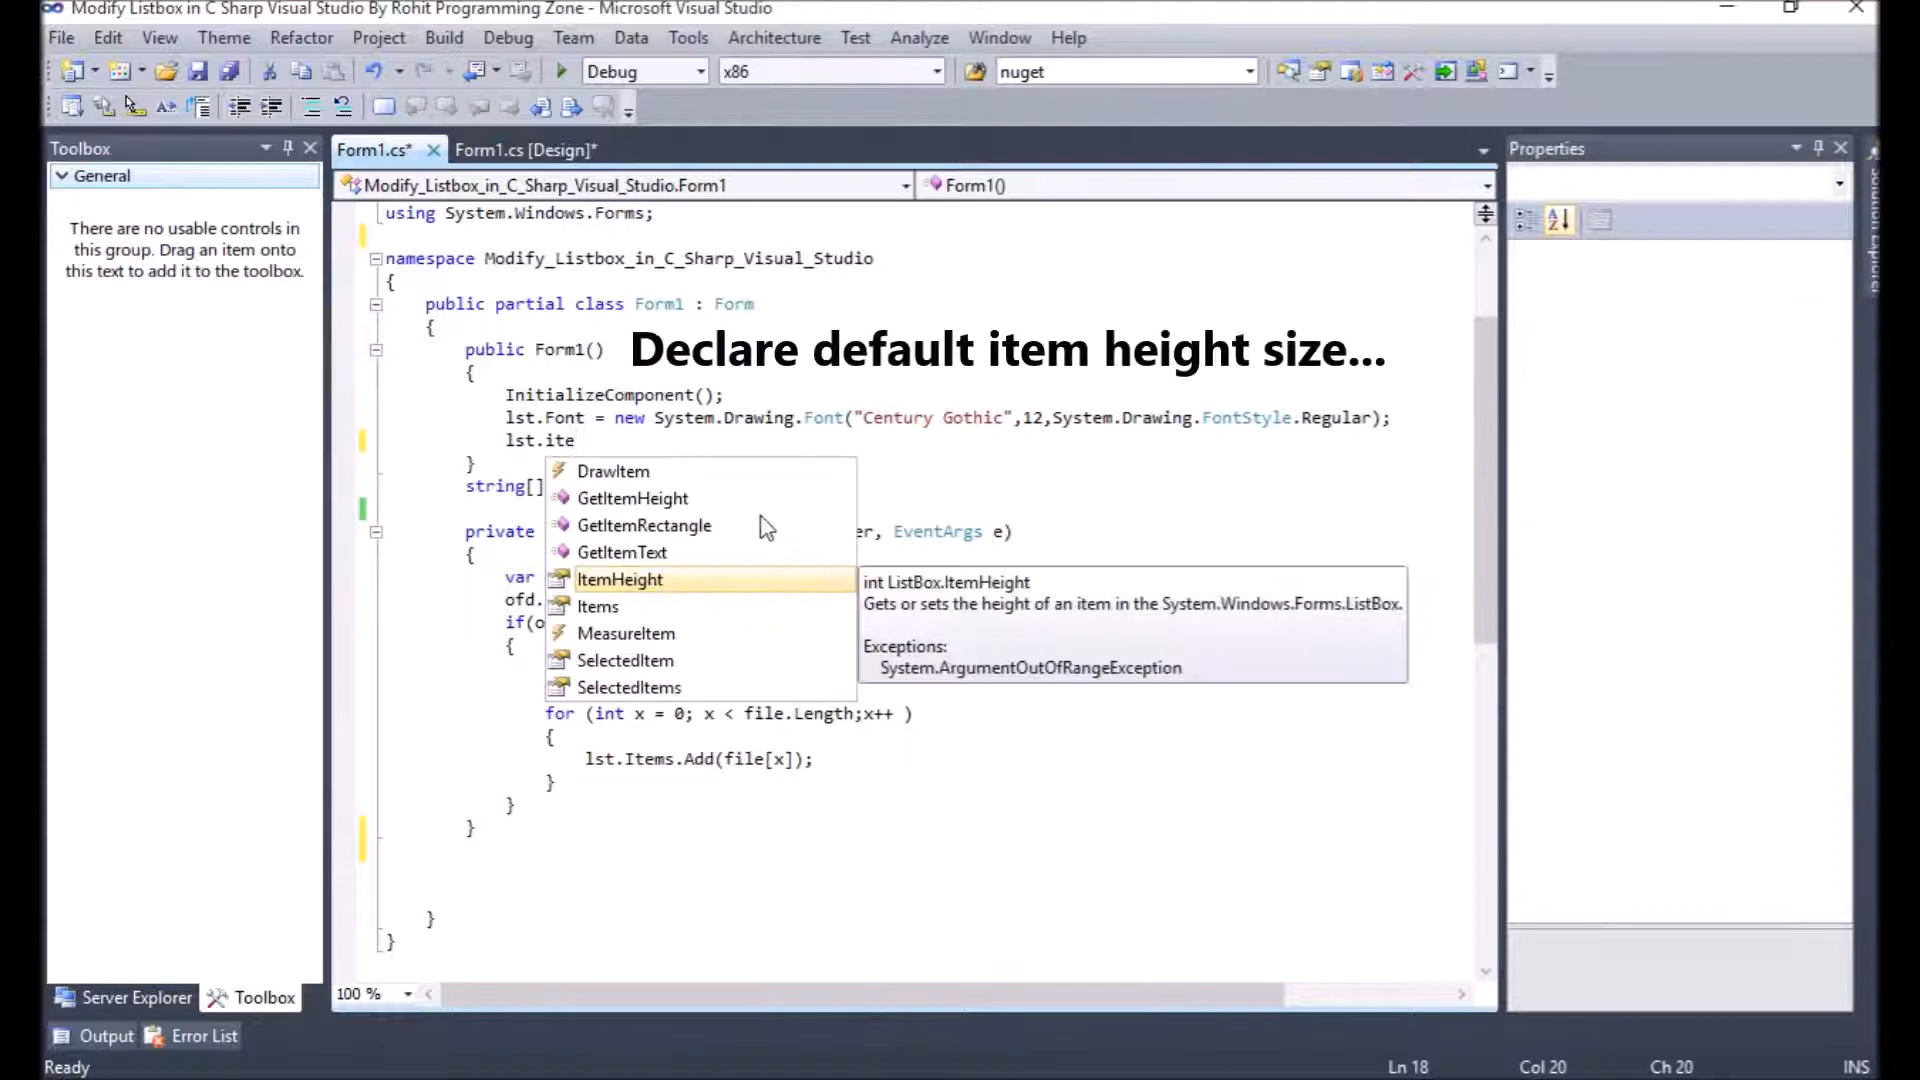 Modify Listbox in C Sharp Visual Studio By Rohit Programming Zone - Microsoft Visual Studio
File Edit View Theme Refactor Project Build Debug Team Data Tools Architecture Test Analyze Window Help
Debug x86 nuget
Toolbox
General
There are no usable controls in
this group. Drag an item onto
this text to add it to the toolbox.
Form1.cs* Form1.cs [Design]*
Modify_Listbox_in_C_Sharp_Visual_Studio.Form1 Form1()
using System.Windows.Forms;
namespace Modify_Listbox_in_C_Sharp_Visual_Studio
{
public partial class Form1 : Form
{
public Form1()
Declare default item height size...
{
InitializeComponent();
lst.Font = new System.Drawing.Font("Century Gothic",12,System.Drawing.FontStyle.Regular);
lst.ite
}
string[]
private er, EventArgs e)
{
var
ofd.
if(o
{
DrawItem
GetItemHeight
GetItemRectangle
GetItemText
ItemHeight
Items
MeasureItem
SelectedItem
SelectedItems
int ListBox.ItemHeight
Gets or sets the height of an item in the System.Windows.Forms.ListBox.
Exceptions:
System.ArgumentOutOfRangeException
for (int x = 0; x < file.Length;x++ )
{
lst.Items.Add(file[x]);
}
}
}
}
}
100 %
Properties
Solution Explorer
Server Explorer Toolbox
Output Error List
Ready Ln 18 Col 20 Ch 20 INS